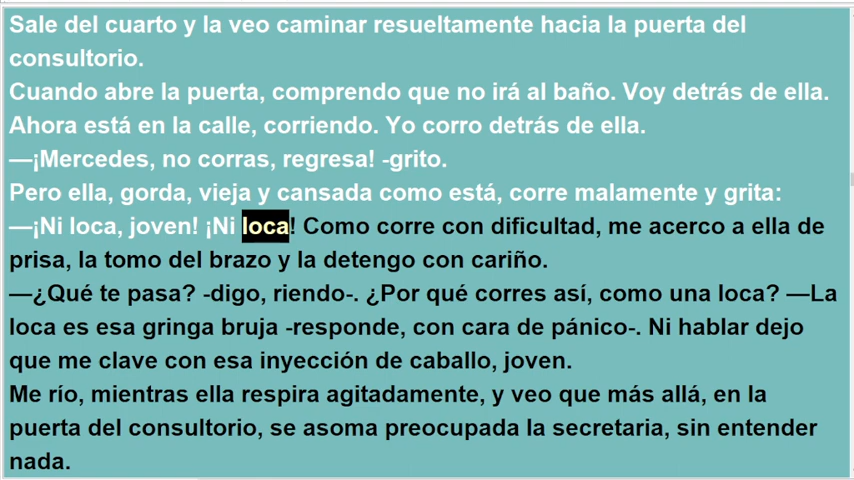 Sale del cuarto y la veo caminar resueltamente hacia la puerta del
consultorio.
Cuando abre la puerta, comprendo que no irá al baño. Voy detrás de ella.
Ahora está en la calle, corriendo. Yo corro detrás de ella.
—¡Mercedes, no corras, regresa! -grito.
Pero ella, gorda, vieja y cansada como está, corre malamente y grita:
—¡Ni loca, joven! ¡Ni loca! Como corre con dificultad, me acerco a ella de
prisa, la tomo del brazo y la detengo con cariño.
—¿Qué te pasa? -digo, riendo-. ¿Por qué corres así, como una loca? —La
loca es esa gringa bruja -responde, con cara de pánico-. Ni hablar dejo
que me clave con esa inyección de caballo, joven.
Me río, mientras ella respira agitadamente, y veo que más allá, en la
puerta del consultorio, se asoma preocupada la secretaria, sin entender
nada.